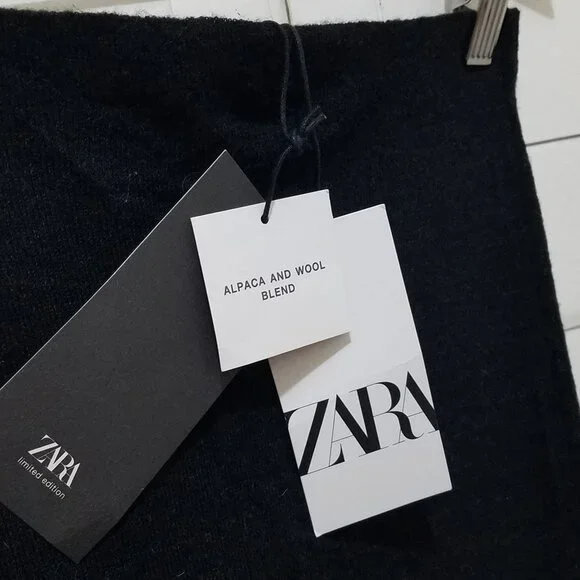 ALPACA AND WOOL
BLEND
ZARA
ZARA
limited edition